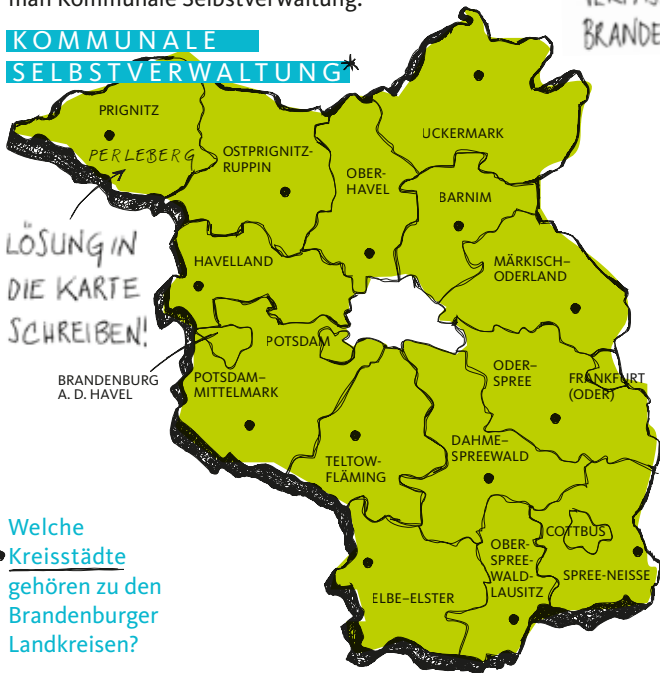 man Kommunale Selbstverwaltung.
BRANDE
KOMMUNALE
SELBSTVERWALTUNG*
PRIGNITZ
PERLEBERG
OSTPRIGNITZ-
RUPPIN
OBER-
HAVEL
UCKERMARK
BARNIM
LÖSUNG IN
DIE KARTE
SCHREIBEN!
HAVELLAND
MÄRKISCH-
ODERLAND
POTSDAM
BRANDENBURG
A. D. HAVEL
POTSDAM-
MITTELMARK
ODER-
SPREE
FRANKFURT
(ODER)
TELTOW-
FLÄMING
DAHME-
SPREEWALD
Welche
Kreisstädte
gehören zu den
Brandenburger
Landkreisen?
ELBE-ELSTER
OBER-
SPREE-
WALD-
LAUSITZ
COTTBUS
SPREE-NEISSE